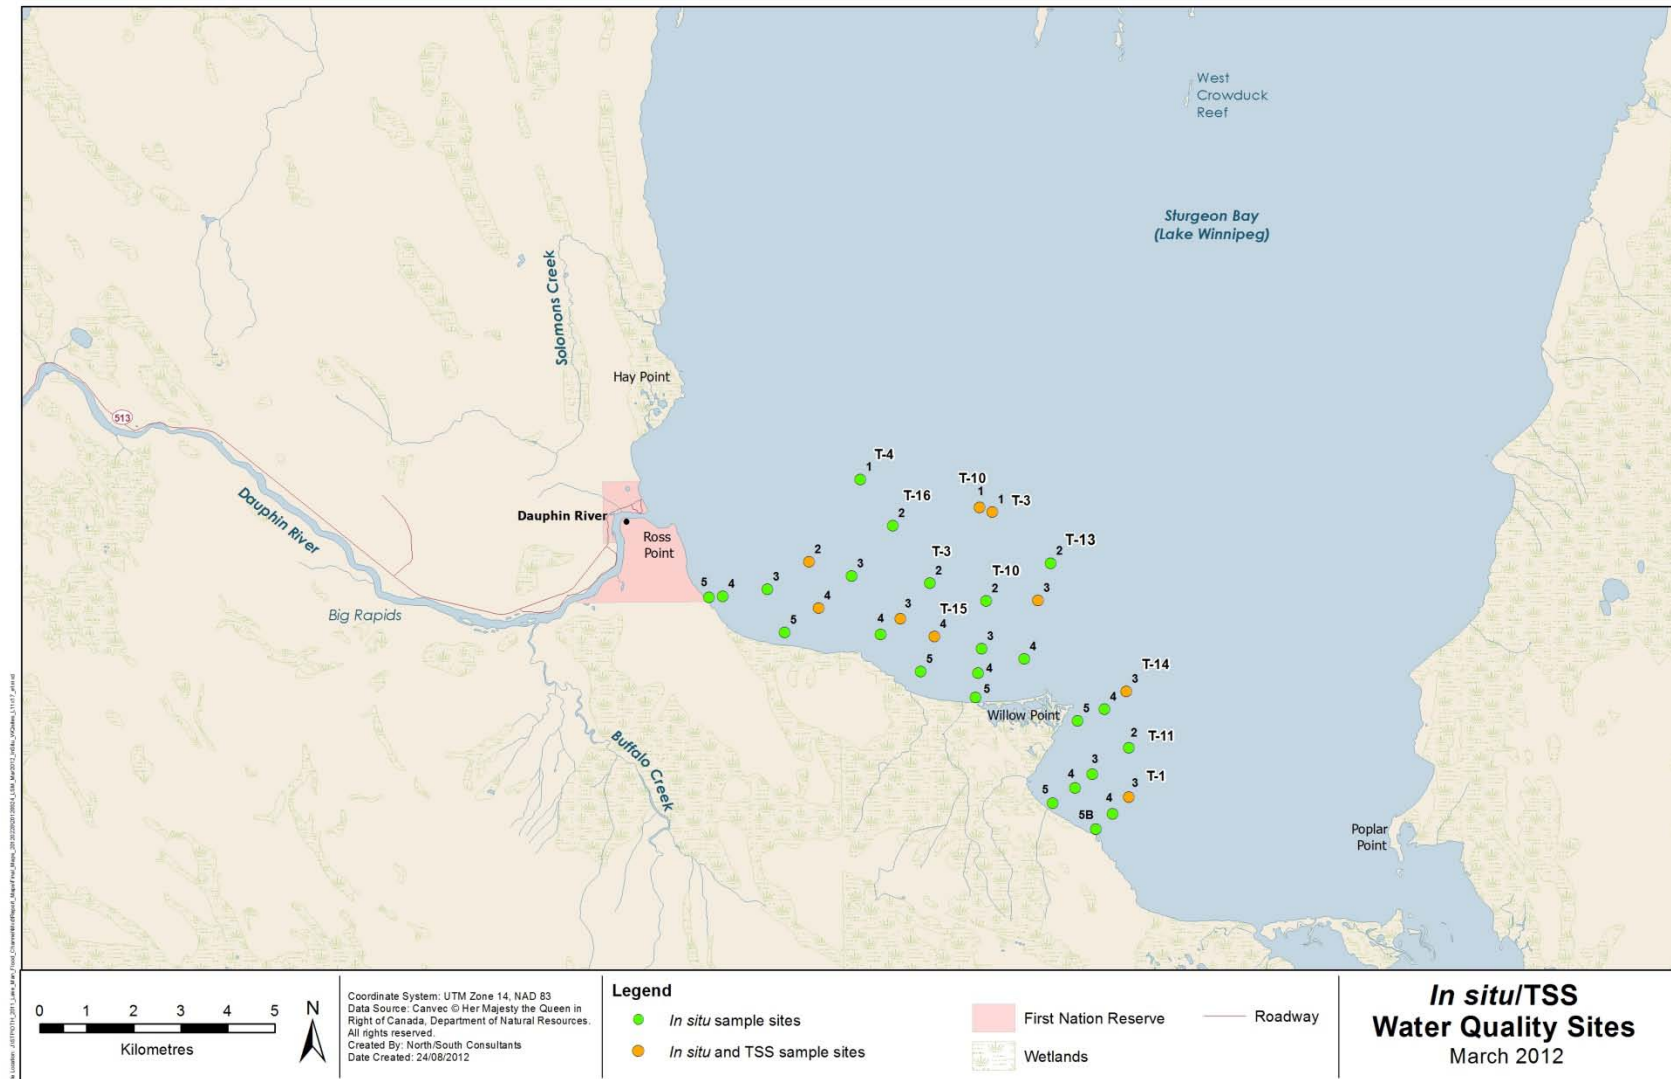 West
Crowduck
Reef
Sturgeon Bay
(Lake Winnipeg)
Solomons Creek
Hay Point
513
Dauphin River
Dauphin River
Ross
Point
Big Rapids
Buffalo Creek
Willow Point
Poplar
Point
T-4
1
T-16
2
T-10
1
1
T-3
T-13
2
2
3
3
T-3
2
T-10
2
3
5
4
4
3
T-15
4
4
5
3
4
5
4
5
T-14
3
4
5
2
T-11
3
4
5
T-1
3
4
5B
0 1 2 3 4 5
Kilometres
N
Coordinate System: UTM Zone 14, NAD 83
Data Source: Canvec © Her Majesty the Queen in
Right of Canada, Department of Natural Resources.
All rights reserved.
Created By: North/South Consultants
Date Created: 24/08/2012
Legend
In situ sample sites
In situ and TSS sample sites
First Nation Reserve
Wetlands
Roadway
In situ/TSS
Water Quality Sites
March 2012